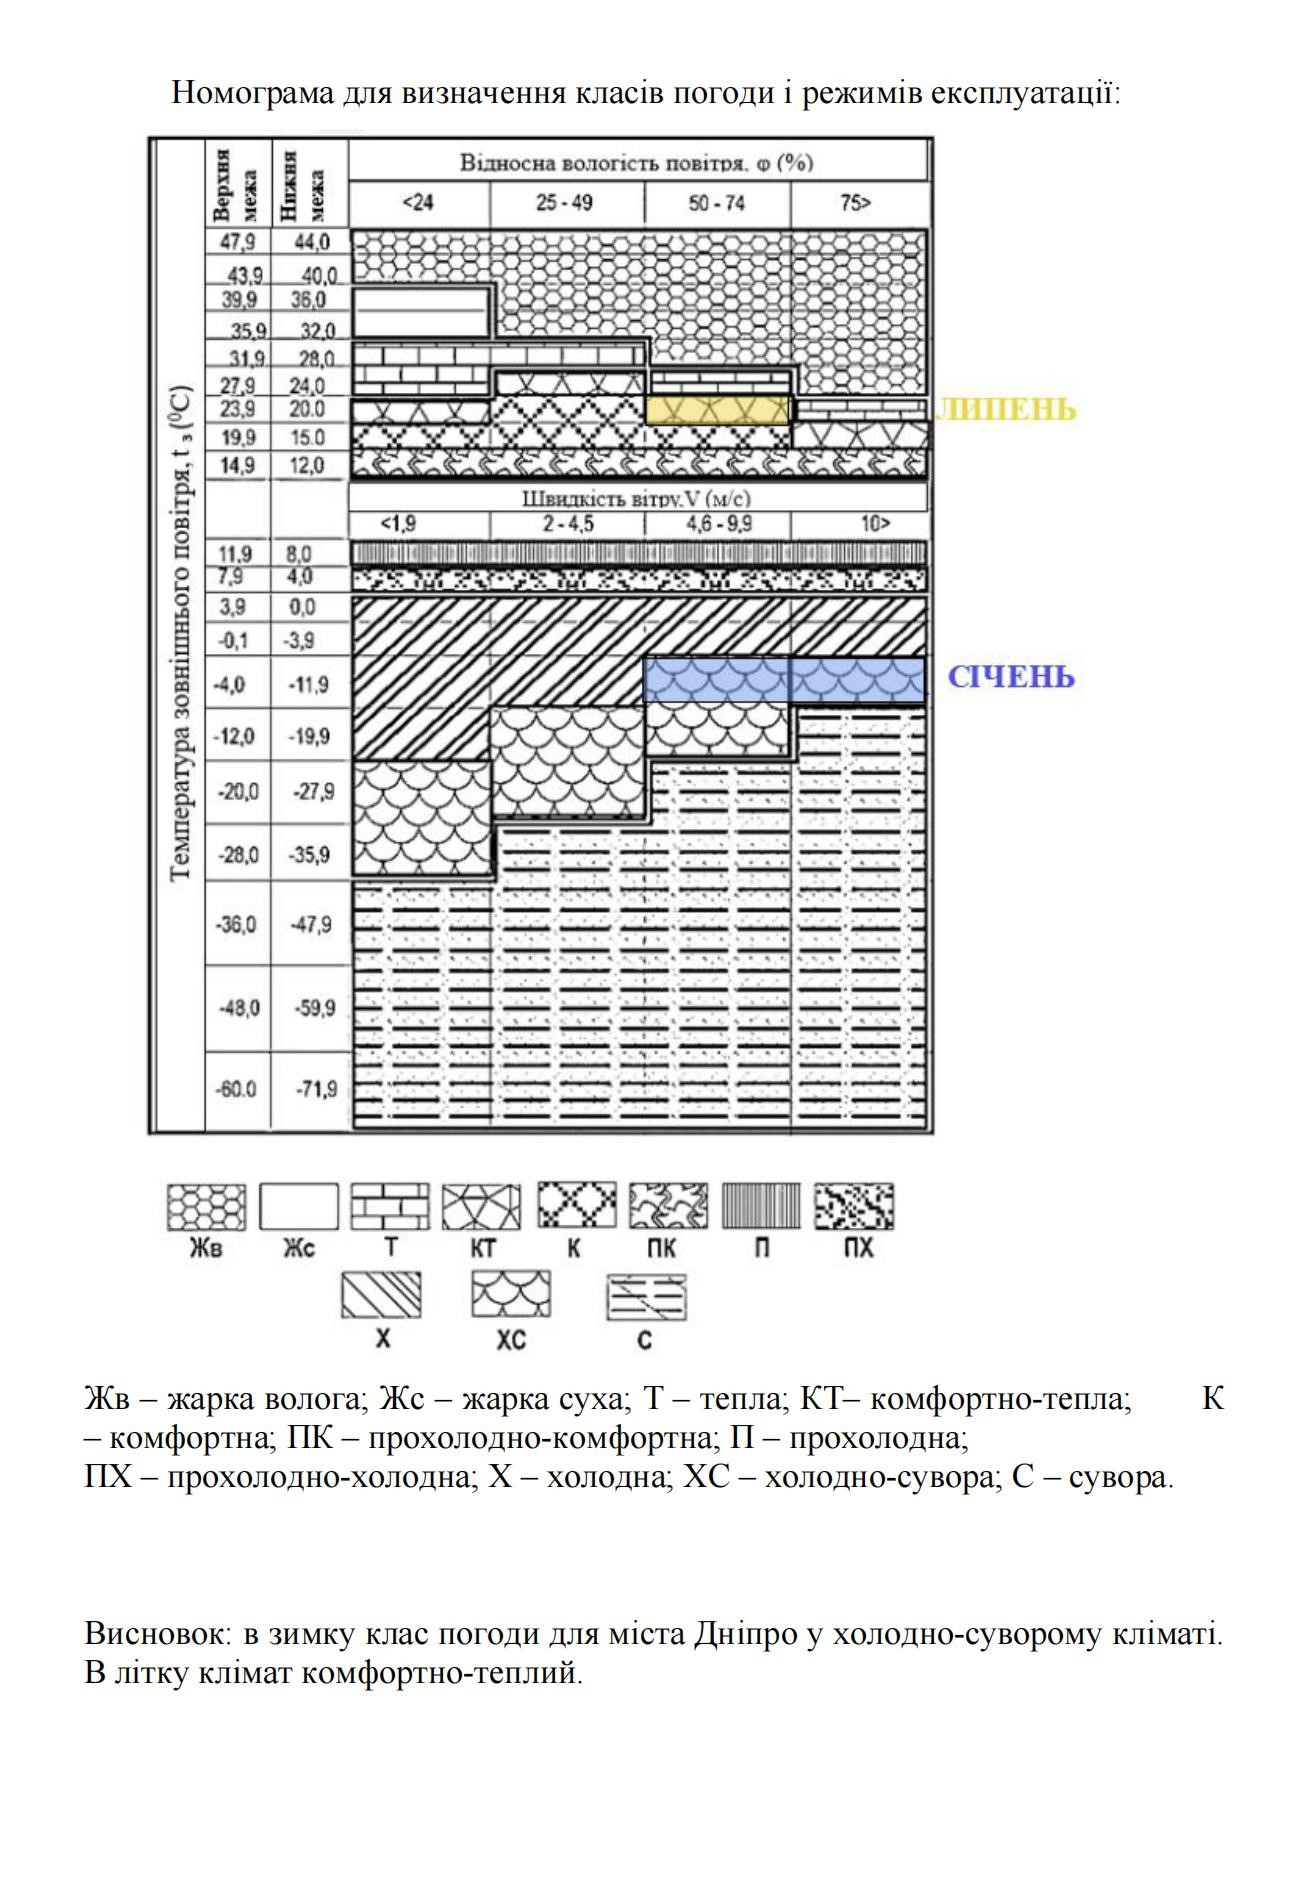 Номограма для визначення класів погоди і режимів експлуатації:
Температура зовнішнього повітря, t з (⁰С)
Верхня межа
Нижня межа
Відносна вологість повітря. φ (%)
<24 25 - 49 50 - 74 75>
47,9 44,0
43,9 40,0
39,9 36,0
35,9 32,0
31,9 28,0
27,9 24,0
23,9 20.0 ЛИПЕНЬ
19,9 15.0
14,9 12,0
Швидкість вітру.V (м/с)
<1,9 2 - 4,5 4,6 - 9,9 10>
11,9 8,0
7,9 4,0
3,9 0,0
-0,1 -3,9
-4,0 -11,9 СІЧЕНЬ
-12,0 -19,9
-20,0 -27,9
-28,0 -35,9
-36,0 -47,9
-48,0 -59,9
-60.0 -71,9
Жв Жс Т КТ К ПК П ПХ
Х ХС С
Жв – жарка волога; Жс – жарка суха; Т – тепла; КТ– комфортно-тепла; К
– комфортна; ПК – прохолодно-комфортна; П – прохолодна;
ПХ – прохолодно-холодна; Х – холодна; ХС – холодно-сувора; С – сувора.
Висновок: в зимку клас погоди для міста Дніпро у холодно-суворому кліматі.
В літку клімат комфортно-теплий.